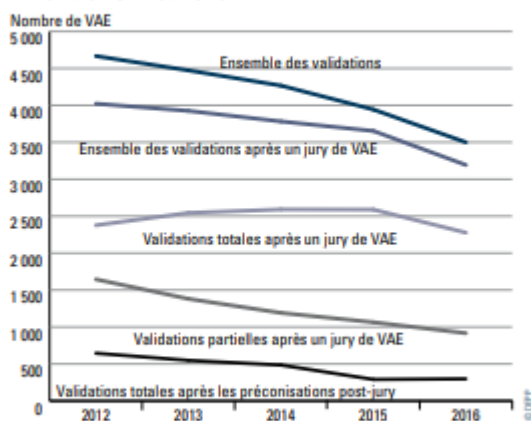 Nombre de VAE
5 000
Ensemble des validations
4 500
4 000
3 500
Ensemble des validations après un jury de VAE
3 000
2 500
Validations totales après un jury de VAE
2 000
1 500
1 000
Validations partielles après un jury de VAE
500
Validations totales après les préconisations post-jury
0
2012 2013 2014 2015 2016
© DEPP